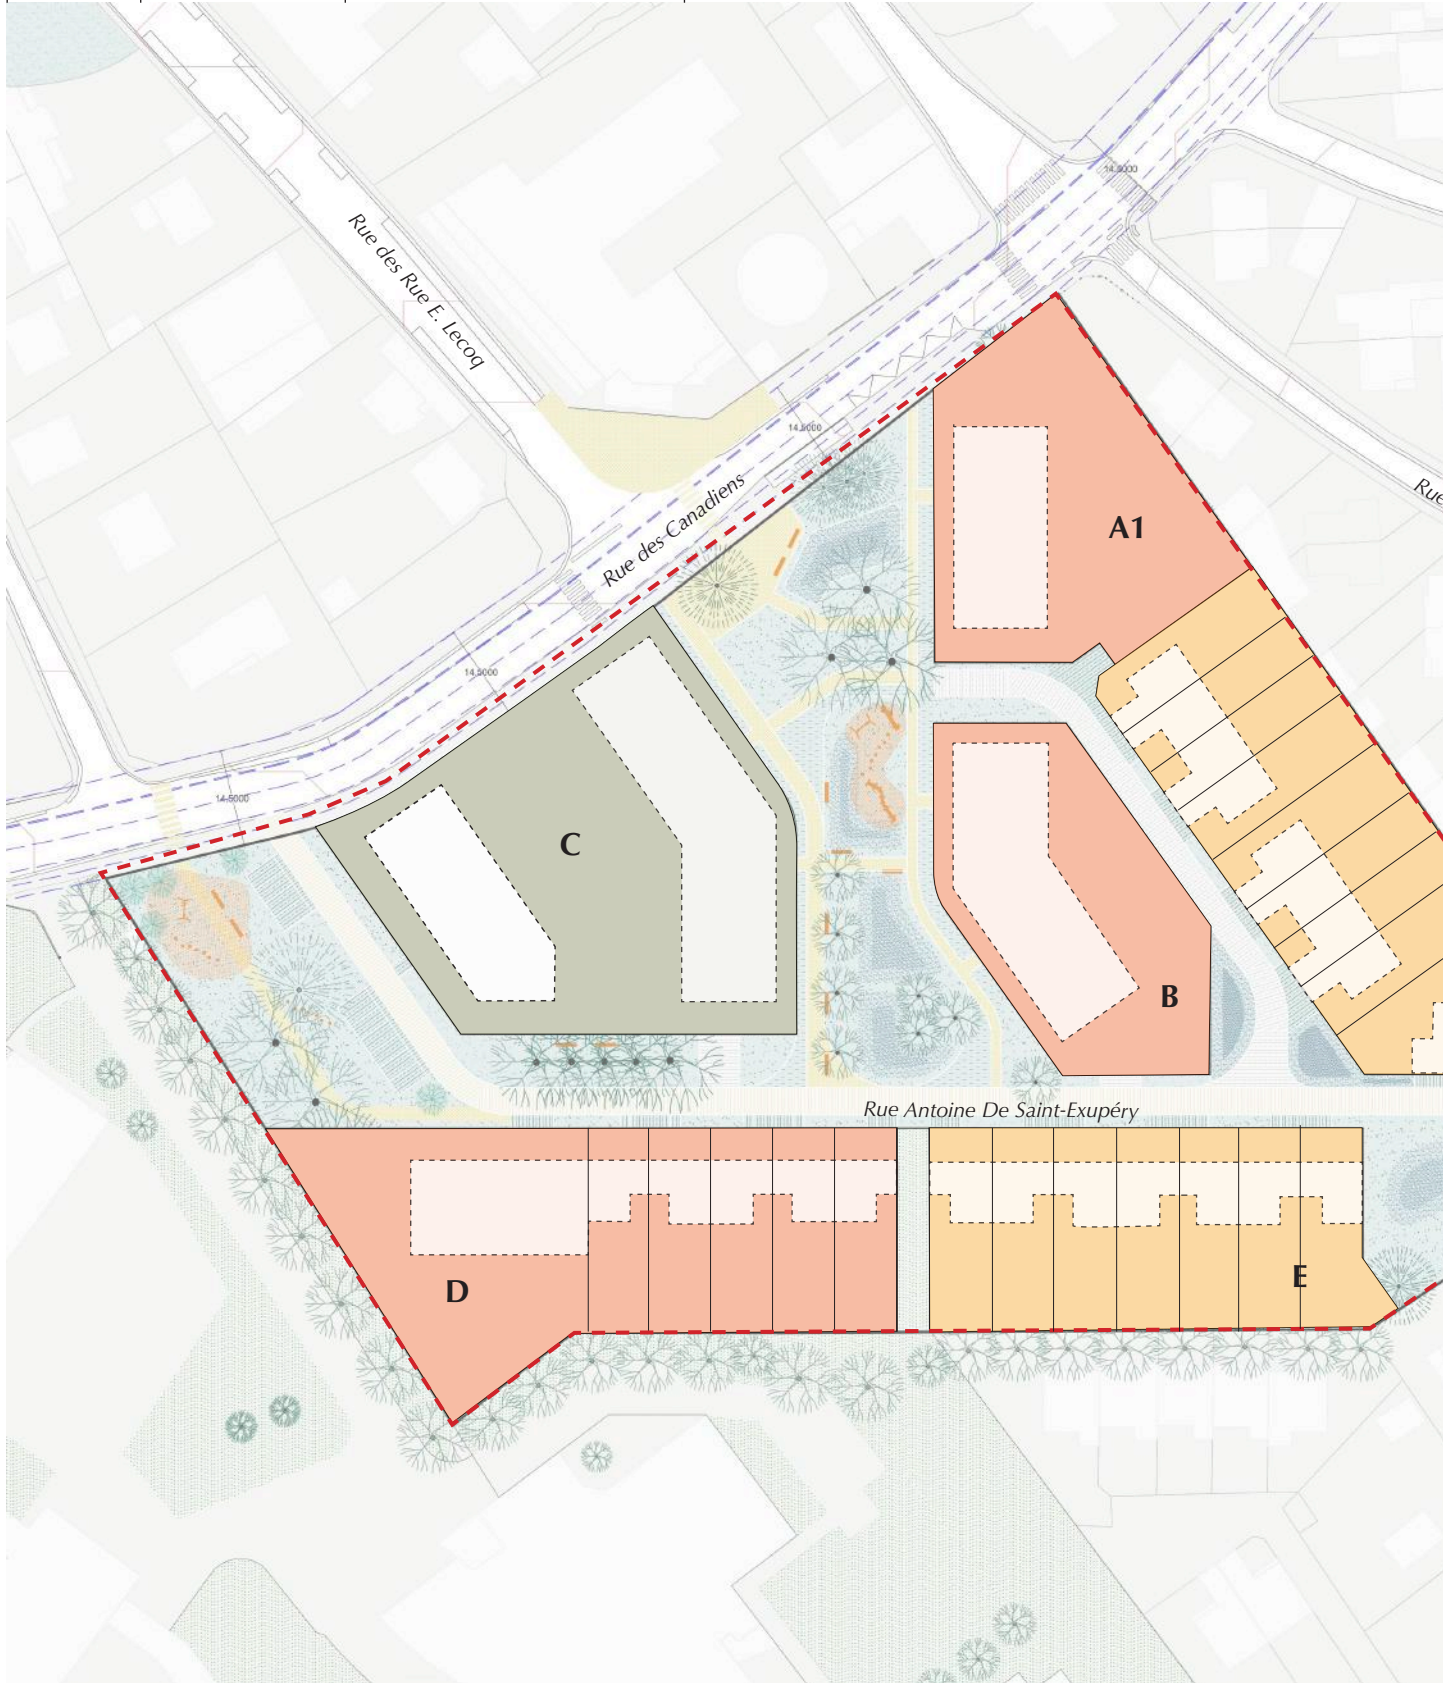 14.5000
Rue des Rue E. Lecoq
14.5000
Rue des Canadiens
Rue
A1
14.5000
14.5000
C
B
Rue Antoine De Saint-Exupéry
D
E